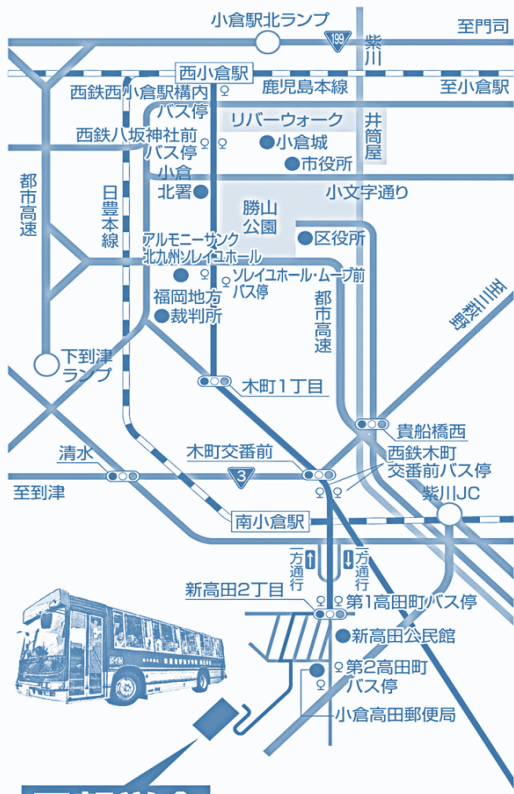 小倉駅北ランプ
199
紫川
至門司
西小倉駅
鹿児島本線
至小倉駅
西鉄西小倉駅構内
バス停
リバーウォーク
井筒屋
西鉄八坂神社前
バス停
小倉城
市役所
小倉
北署
小文字通り
都市高速
日豊本線
勝山
公園
区役所
アルモニーサンク
北九州ソレイユホール
ソレイユホール・ムーブ前
バス停
福岡地方
裁判所
都市高速
至三萩野
下到津
ランプ
木町1丁目
貴船橋西
清水
木町交番前
西鉄木町
交番前バス停
至到津
3
紫川JC
南小倉駅
一方通行
一方通行
新高田2丁目
第1高田町バス停
新高田公民館
第2高田町
バス停
小倉高田郵便局